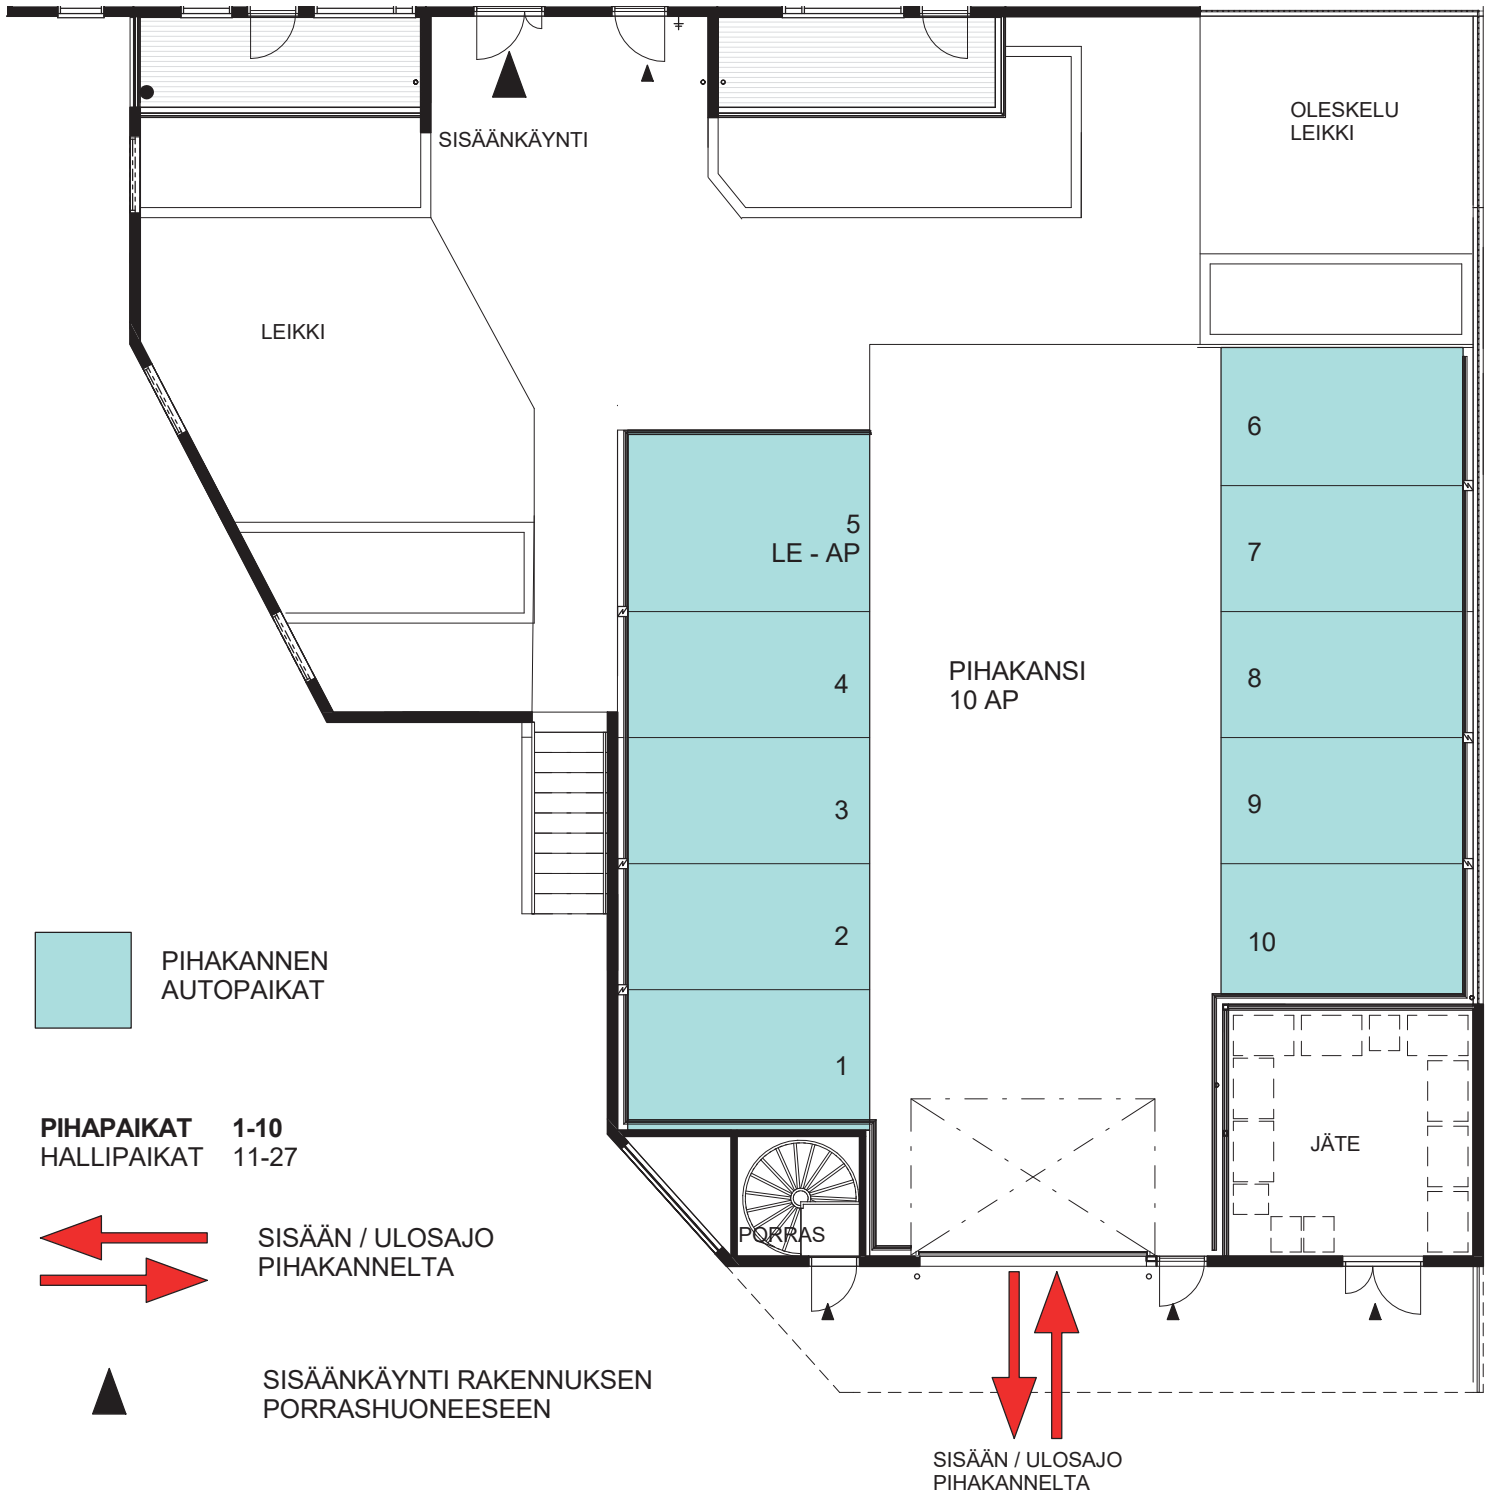 SISÄÄNKÄYNTI
OLESKELU
LEIKKI
LEIKKI
5
LE - AP
4
3
2
1
PIHAKANSI
10 AP
6
7
8
9
10
PIHAKANNEN
AUTOPAIKAT
PIHAPAIKAT 1-10
HALLIPAIKAT 11-27
JÄTE
PORRAS
SISÄÄN / ULOSAJO
PIHAKANNELTA
SISÄÄNKÄYNTI RAKENNUKSEN
PORRASHUONEESEEN
SISÄÄN / ULOSAJO
PIHAKANNELTA